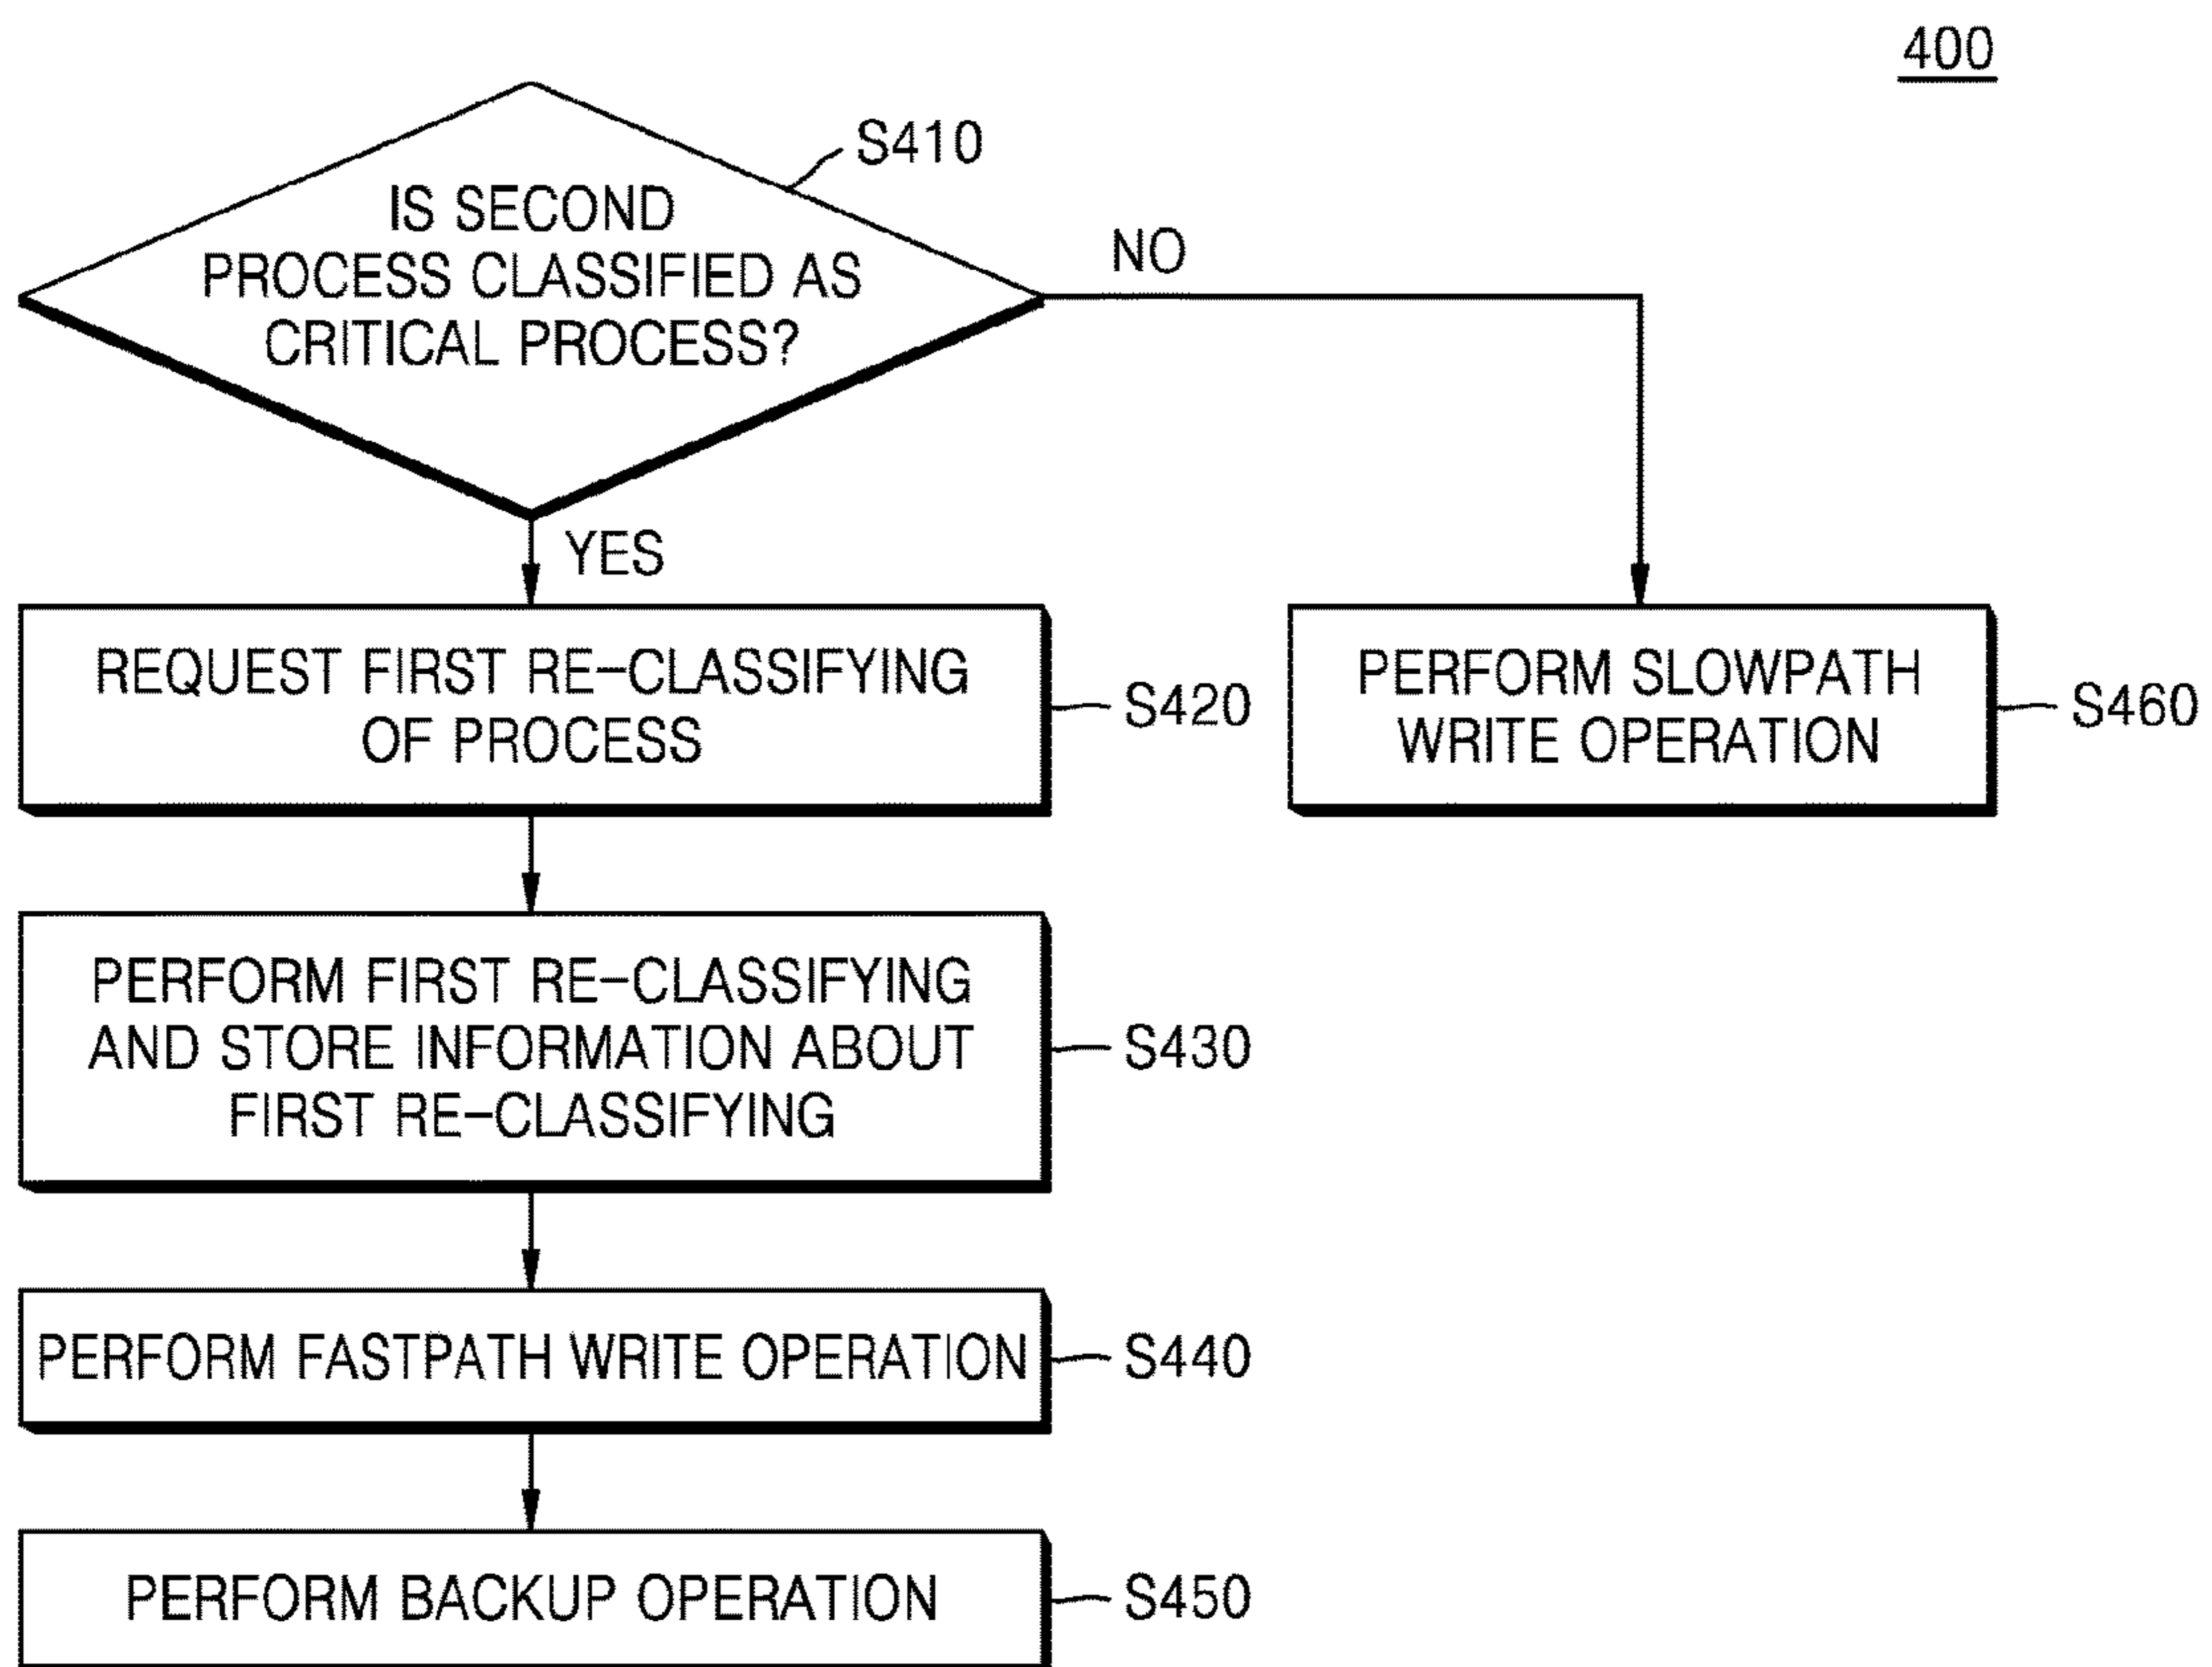 400
S410
IS SECOND
PROCESS CLASSIFIED AS
CRITICAL PROCESS?
NO
YES
REQUEST FIRST RE-CLASSIFYING
OF PROCESS
S420
PERFORM SLOWPATH
WRITE OPERATION
S460
PERFORM FIRST RE-CLASSIFYING
AND STORE INFORMATION ABOUT
FIRST RE-CLASSIFYING
S430
PERFORM FASTPATH WRITE OPERATION
S440
PERFORM BACKUP OPERATION
S450